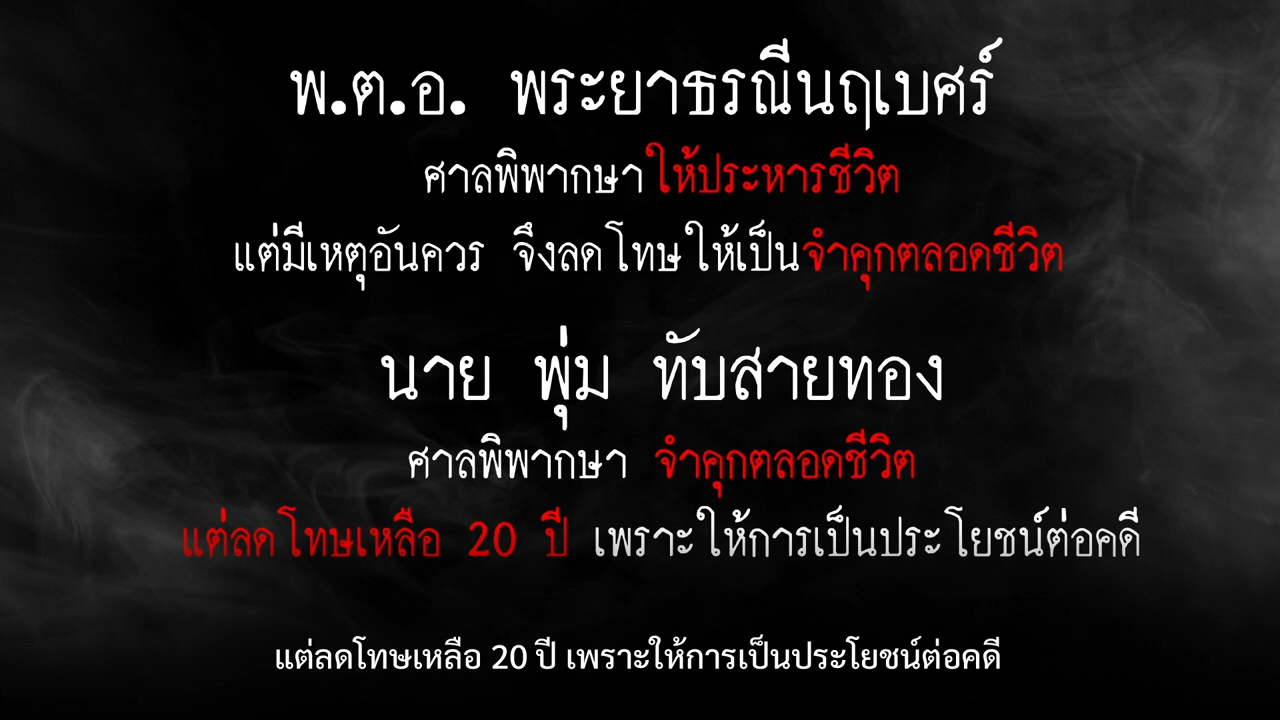 พ.ต.อ. พระยาธรณีนฤเบศร์
ศาลพิพากษาให้ประหารชีวิต
แต่มีเหตุอันควร จึงลดโทษให้เป็นจำคุกตลอดชีวิต
นาย พุ่ม ทับสายทอง
ศาลพิพากษา จำคุกตลอดชีวิต
แต่ลดโทษเหลือ 20 ปี เพราะให้การเป็นประโยชน์ต่อคดี
แต่ลดโทษเหลือ 20 ปี เพราะให้การเป็นประโยชน์ต่อคดี